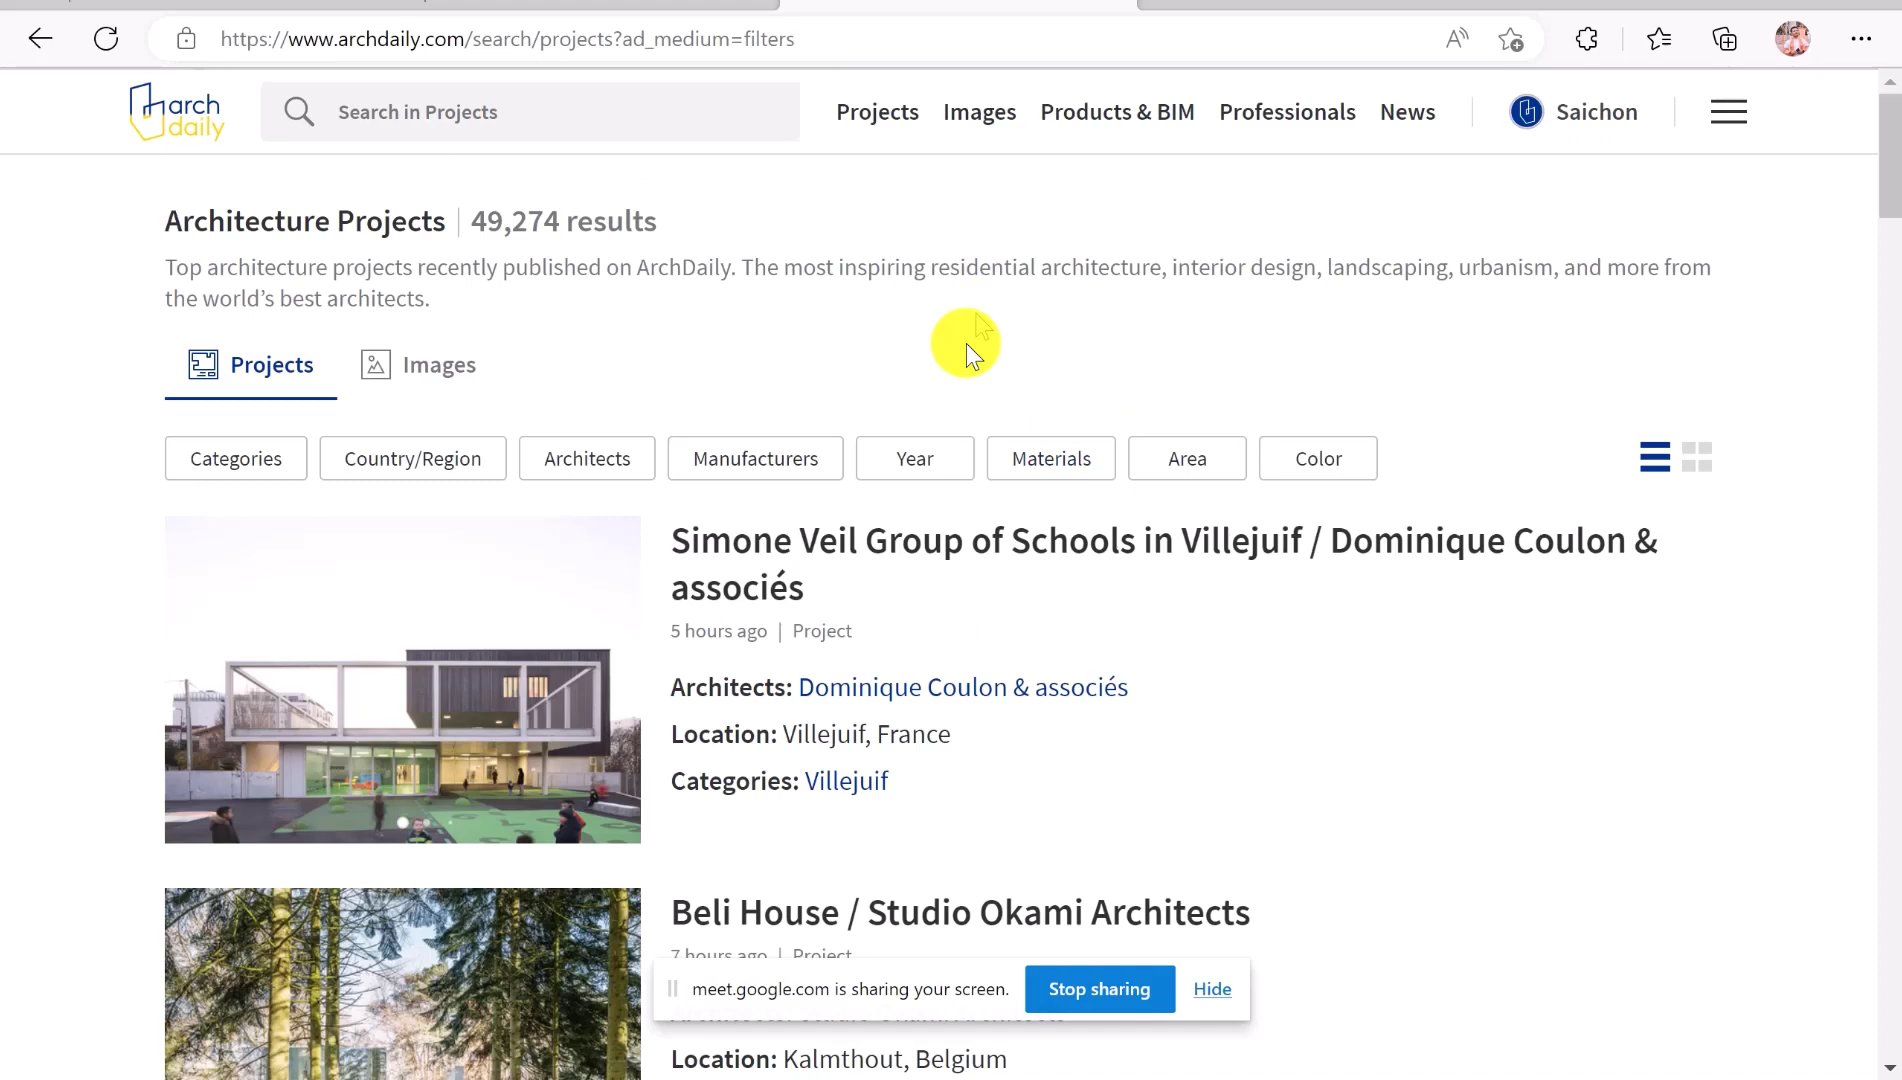 https://www.archdaily.com/search/projects?ad_medium=filters
arch
daily
Search in Projects
Projects
Images
Products & BIM
Professionals
News
Saichon
Architecture Projects
49,274 results
Top architecture projects recently published on ArchDaily. The most inspiring residential architecture, interior design, landscaping, urbanism, and more from
the world’s best architects.
Projects
Images
Categories
Country/Region
Architects
Manufacturers
Year
Materials
Area
Color
Simone Veil Group of Schools in Villejuif / Dominique Coulon &
associés
5 hours ago | Project
Architects: Dominique Coulon & associés
Location: Villejuif, France
Categories: Villejuif
Beli House / Studio Okami Architects
7 hours ago | Project
meet.google.com is sharing your screen.
Stop sharing
Hide
Location: Kalmthout, Belgium